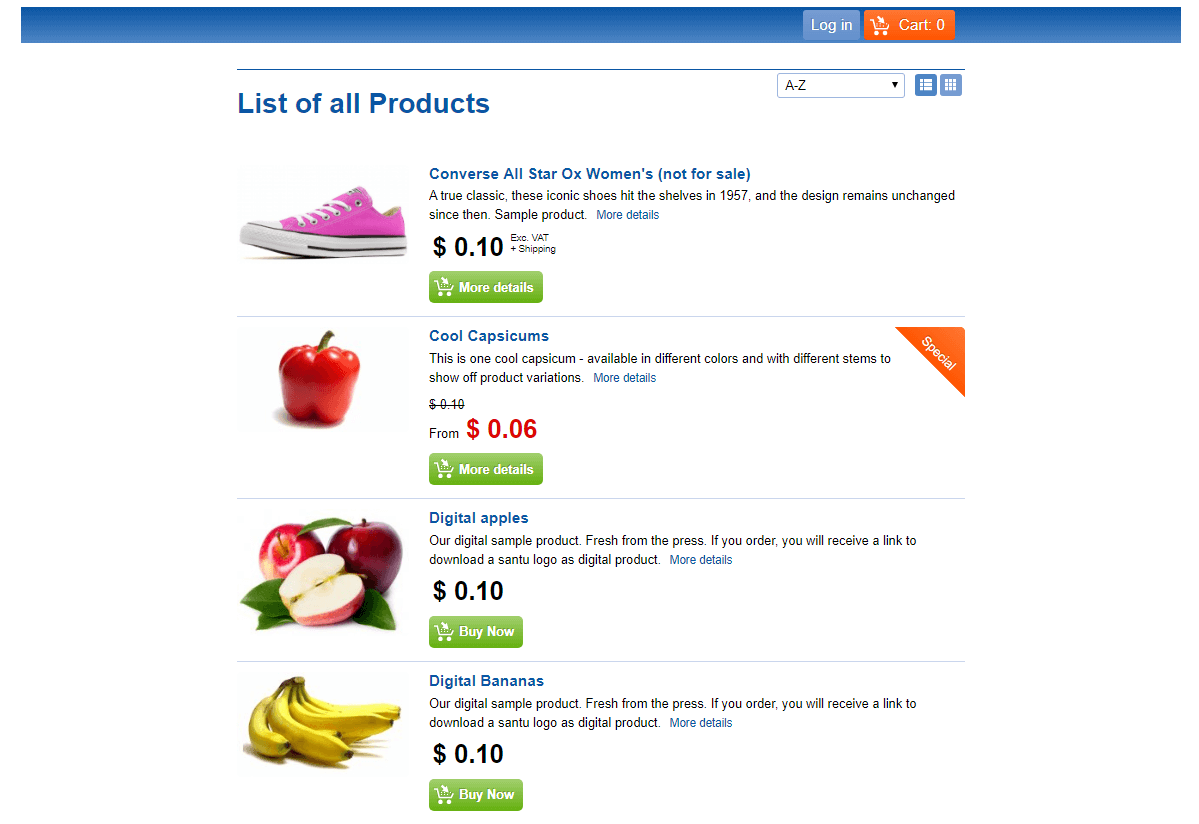 Log in
Cart: 0
A-Z
List of all Products
Converse All Star Ox Women's (not for sale)
A true classic, these iconic shoes hit the shelves in 1957, and the design remains unchanged
since then. Sample product. More details
$ 0.10 Exc. VAT
+ Shipping
More details
Cool Capsicums
Special
This is one cool capsicum - available in different colors and with different stems to
show off product variations. More details
$ 0.10
From $ 0.06
More details
Digital apples
Our digital sample product. Fresh from the press. If you order, you will receive a link to
download a santu logo as digital product. More details
$ 0.10
Buy Now
Digital Bananas
Our digital sample product. Fresh from the press. If you order, you will receive a link to
download a santu logo as digital product. More details
$ 0.10
Buy Now